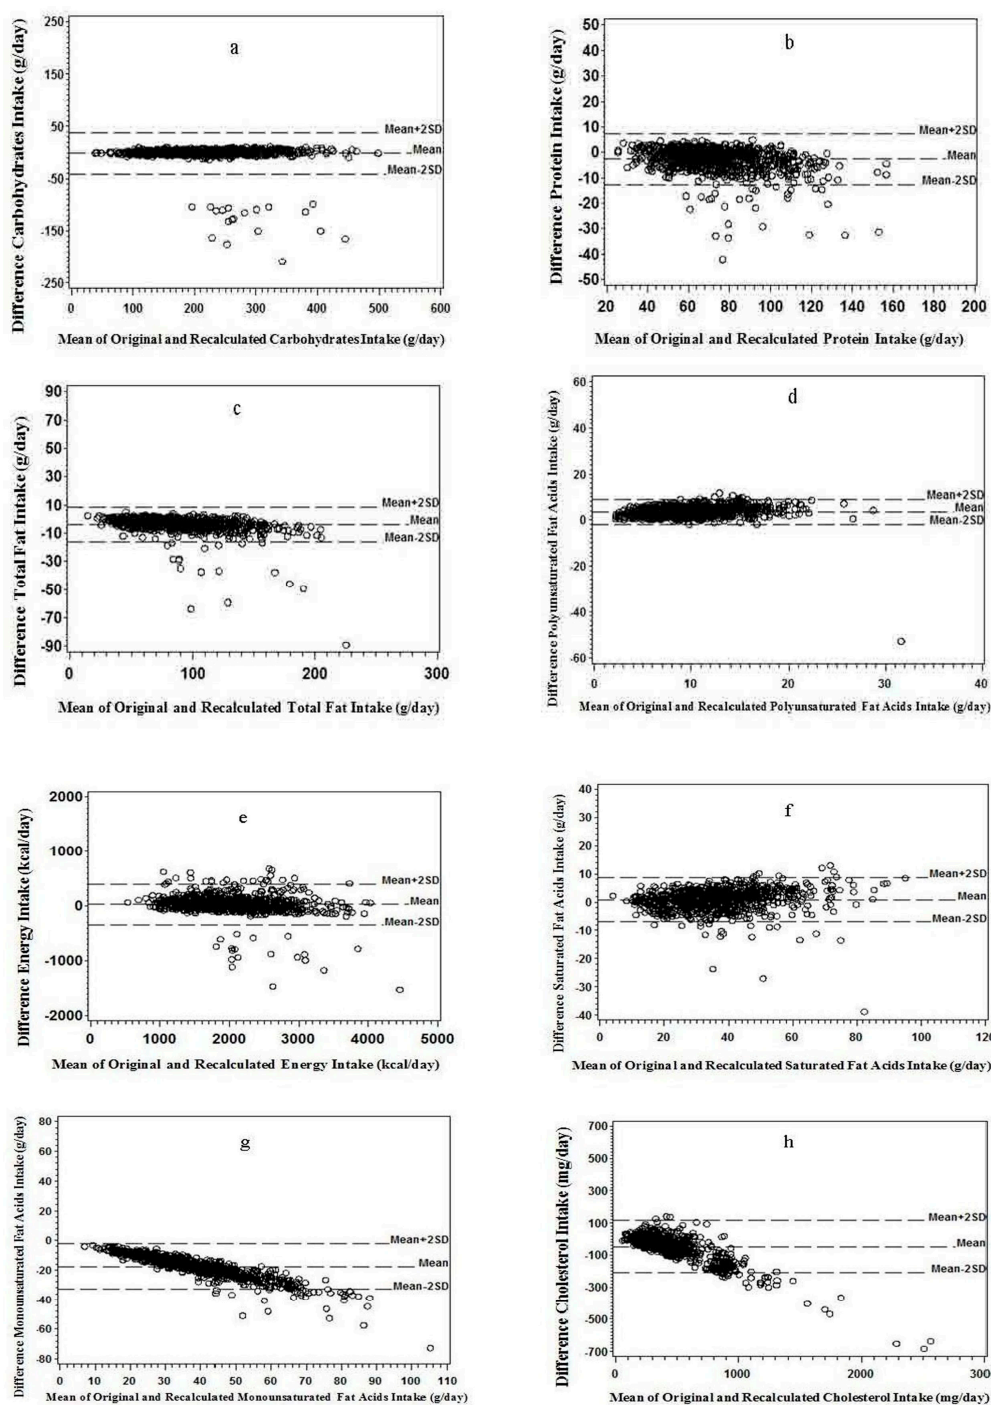 Difference Carbohydrates Intake (g/day)
250
150
50
-50
-150
-250
a
Mean+2SD
Mean
Mean-2SD
0 100 200 300 400 500 600
Mean of Original and Recalculated Carbohydrates Intake (g/day)
Difference Protein Intake (g/day)
50
40
30
20
10
0
-10
-20
-30
-40
-50
b
Mean+2SD
Mean
Mean-2SD
20 40 60 80 100 120 140 160 180 200
Mean of Original and Recalculated Protein Intake (g/day)
Difference Total Fat Intake (g/day)
90
70
50
30
10
-10
-30
-50
-70
-90
c
Mean+2SD
Mean
Mean-2SD
0 100 200 300
Mean of Original and Recalculated Total Fat Intake (g/day)
Difference Polyunsaturated Fat Acids Intake (g/day)
60
40
20
0
-20
-40
-60
d
Mean+2SD
Mean
Mean-2SD
0 10 20 30 40
Mean of Original and Recalculated Polyunsaturated Fat Acids Intake (g/day)
Difference Energy Intake (kcal/day)
2000
1000
0
-1000
-2000
e
Mean+2SD
Mean
Mean-2SD
0 1000 2000 3000 4000 5000
Mean of Original and Recalculated Energy Intake (kcal/day)
Difference Saturated Fat Acids Intake (g/day)
40
30
20
10
0
-10
-20
-30
-40
f
Mean+2SD
Mean
Mean-2SD
0 20 40 60 80 100 120
Mean of Original and Recalculated Saturated Fat Acids Intake (g/day)
Difference Monounsaturated Fat Acids Intake (g/day)
80
60
40
20
0
-20
-40
-60
-80
g
Mean+2SD
Mean
Mean-2SD
0 10 20 30 40 50 60 70 80 90 100 110
Mean of Original and Recalculated Monounsaturated Fat Acids Intake (g/day)
Difference Cholesterol Intake (mg/day)
700
500
300
100
-100
-300
-500
-700
h
Mean+2SD
Mean
Mean-2SD
0 1000 2000 300
Mean of Original and Recalculated Cholesterol Intake (mg/day)